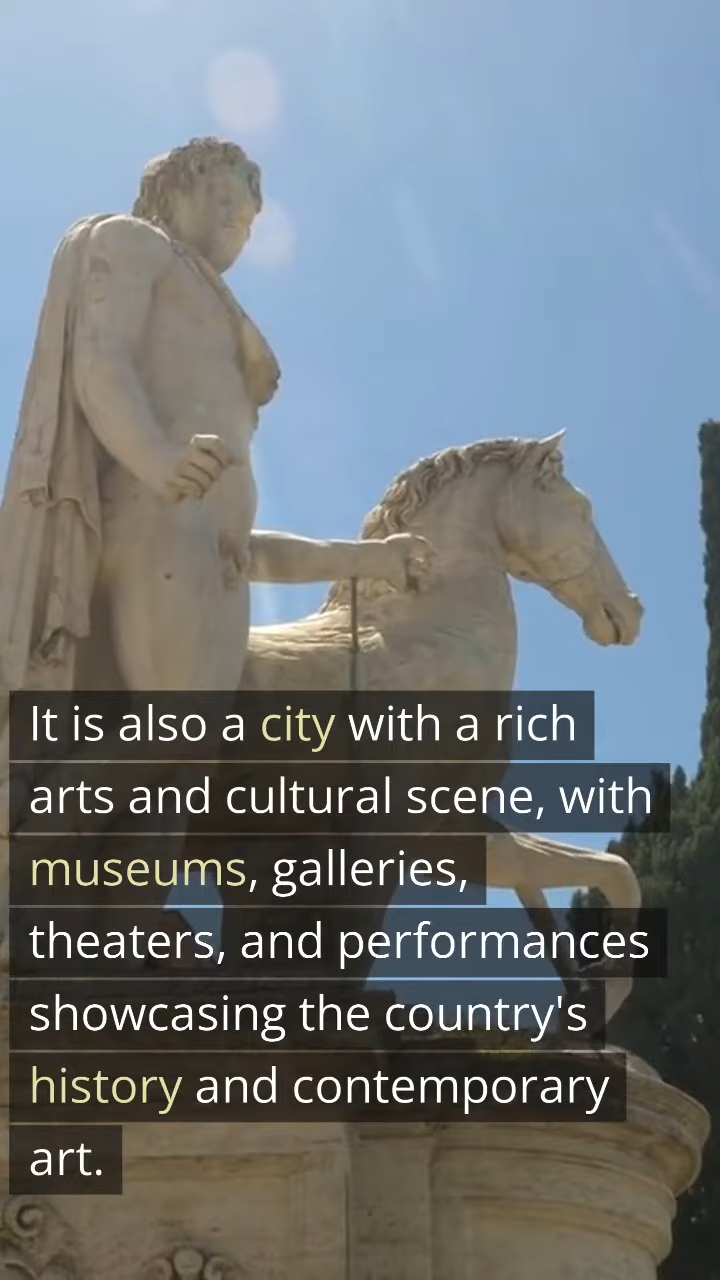 It is also a city with a rich
arts and cultural scene, with
museums, galleries,
theaters, and performances
showcasing the country's
history and contemporary
art.